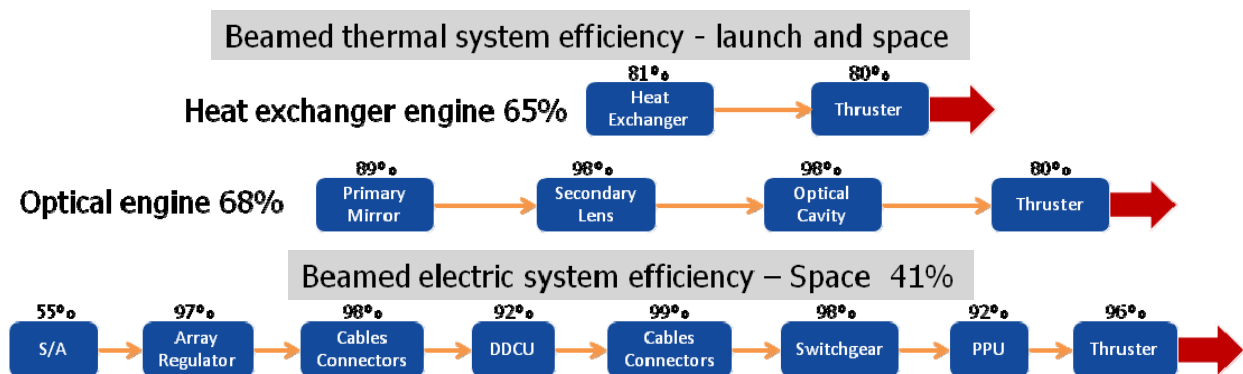 Beamed thermal system efficiency - launch and space
81%
80%
Heat exchanger engine 65%
Heat
Exchanger
Thruster
89%
98%
98%
80%
Optical engine 68%
Primary
Mirror
Secondary
Lens
Optical
Cavity
Thruster
Beamed electric system efficiency – Space 41%
55%
97%
98%
92%
99%
98%
92%
96%
S/A
Array
Regulator
Cables
Connectors
DDCU
Cables
Connectors
Switchgear
PPU
Thruster